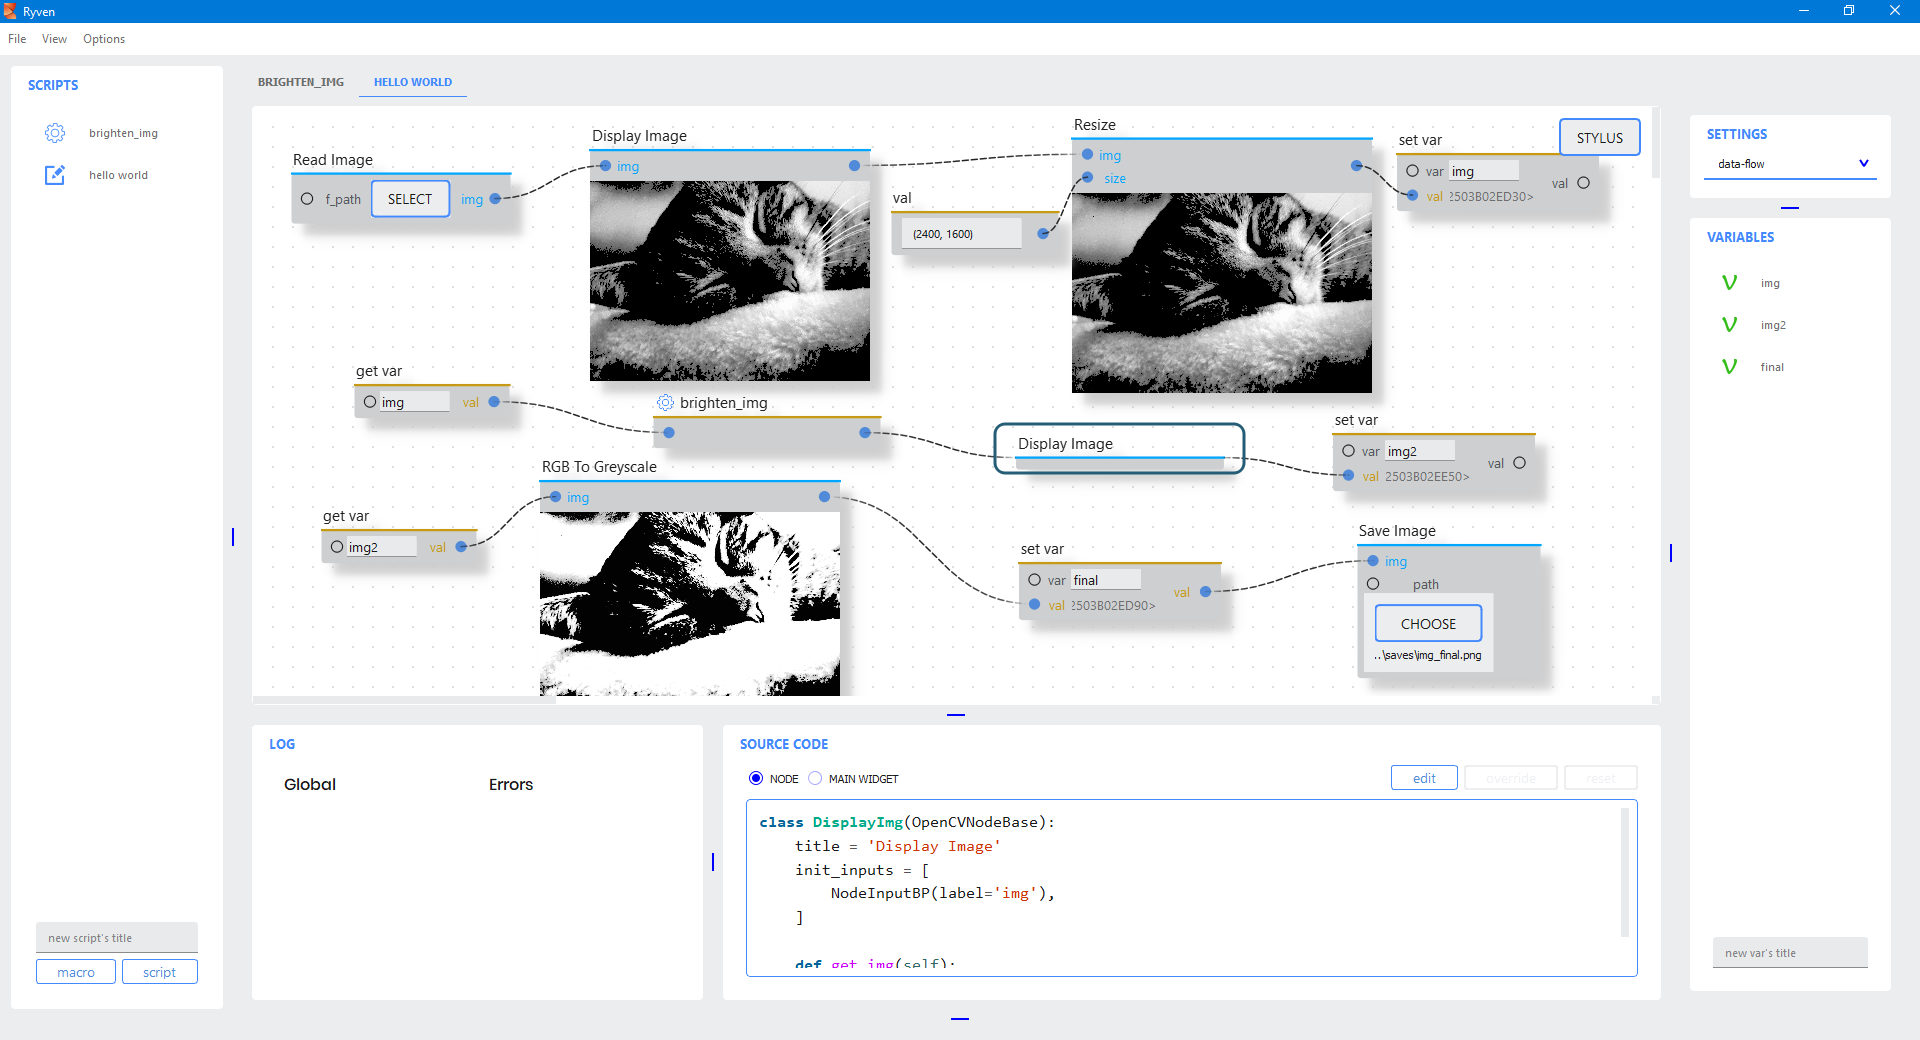 Ryven
File View Options
SCRIPTS
brighten_img
hello world
new script's title
macro script
BRIGHTEN_IMG HELLO WORLD
STYLUS
Read Image
f_path SELECT img
Display Image
img
val
(2400, 1600)
Resize
img
size
set var
var img
val 2503B02ED30>
val
get var
img val
brighten_img
Display Image
set var
var img2
val 2503B02EE50>
val
RGB To Greyscale
img
get var
img2 val
set var
var final
val 2503B02ED90>
val
Save Image
img
path
CHOOSE
..\saves\img_final.png
LOG
Global Errors
SOURCE CODE
NODE MAIN WIDGET
edit override reset
class DisplayImg(OpenCVNodeBase):
title = 'Display Image'
init_inputs = [
NodeInputBP(label='img'),
]
def get_img(self):
SETTINGS
data-flow
VARIABLES
img
img2
final
new var's title